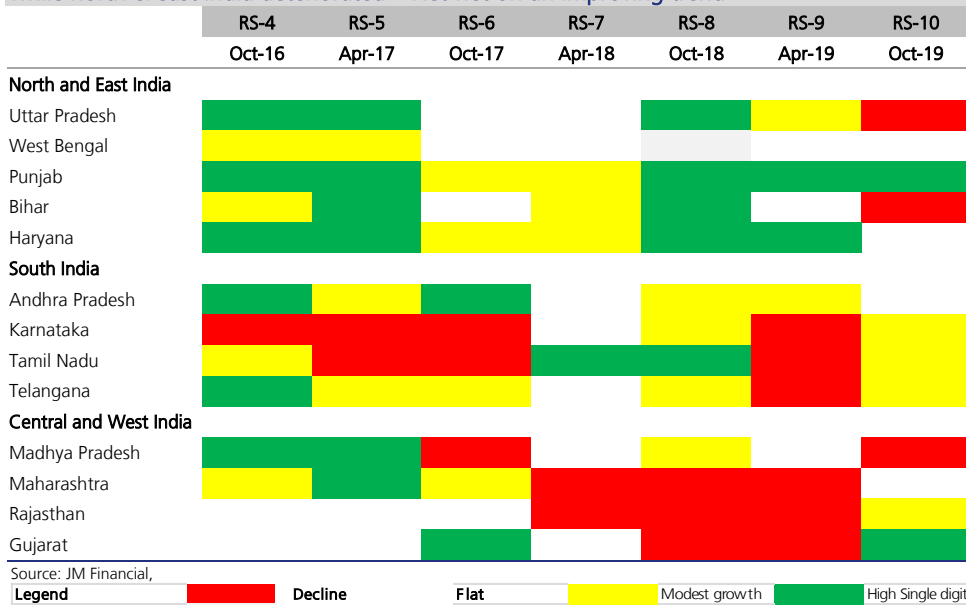 RS-4 RS-5 RS-6 RS-7 RS-8 RS-9 RS-10
Oct-16 Apr-17 Oct-17 Apr-18 Oct-18 Apr-19 Oct-19
North and East India
Uttar Pradesh
West Bengal
Punjab
Bihar
Haryana
South India
Andhra Pradesh
Karnataka
Tamil Nadu
Telangana
Central and West India
Madhya Pradesh
Maharashtra
Rajasthan
Gujarat
Source: JM Financial,
Legend Decline Flat Modest growth High Single digit